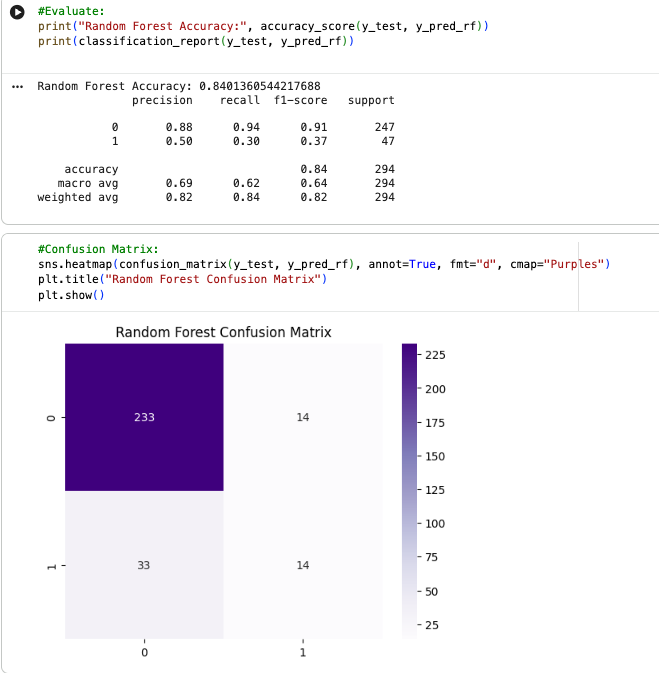 #Evaluate:
print("Random Forest Accuracy:", accuracy_score(y_test, y_pred_rf))
print(classification_report(y_test, y_pred_rf))
Random Forest Accuracy: 0.8401360544217688
precision recall f1-score support
0 0.88 0.94 0.91 247
1 0.50 0.30 0.37 47
accuracy 0.84 294
macro avg 0.69 0.62 0.64 294
weighted avg 0.82 0.84 0.82 294
#Confusion Matrix:
sns.heatmap(confusion_matrix(y_test, y_pred_rf), annot=True, fmt="d", cmap="Purples")
plt.title("Random Forest Confusion Matrix")
plt.show()
Random Forest Confusion Matrix
225
200
175
150
125
100
75
50
25
0 233 14
1 33 14
0 1